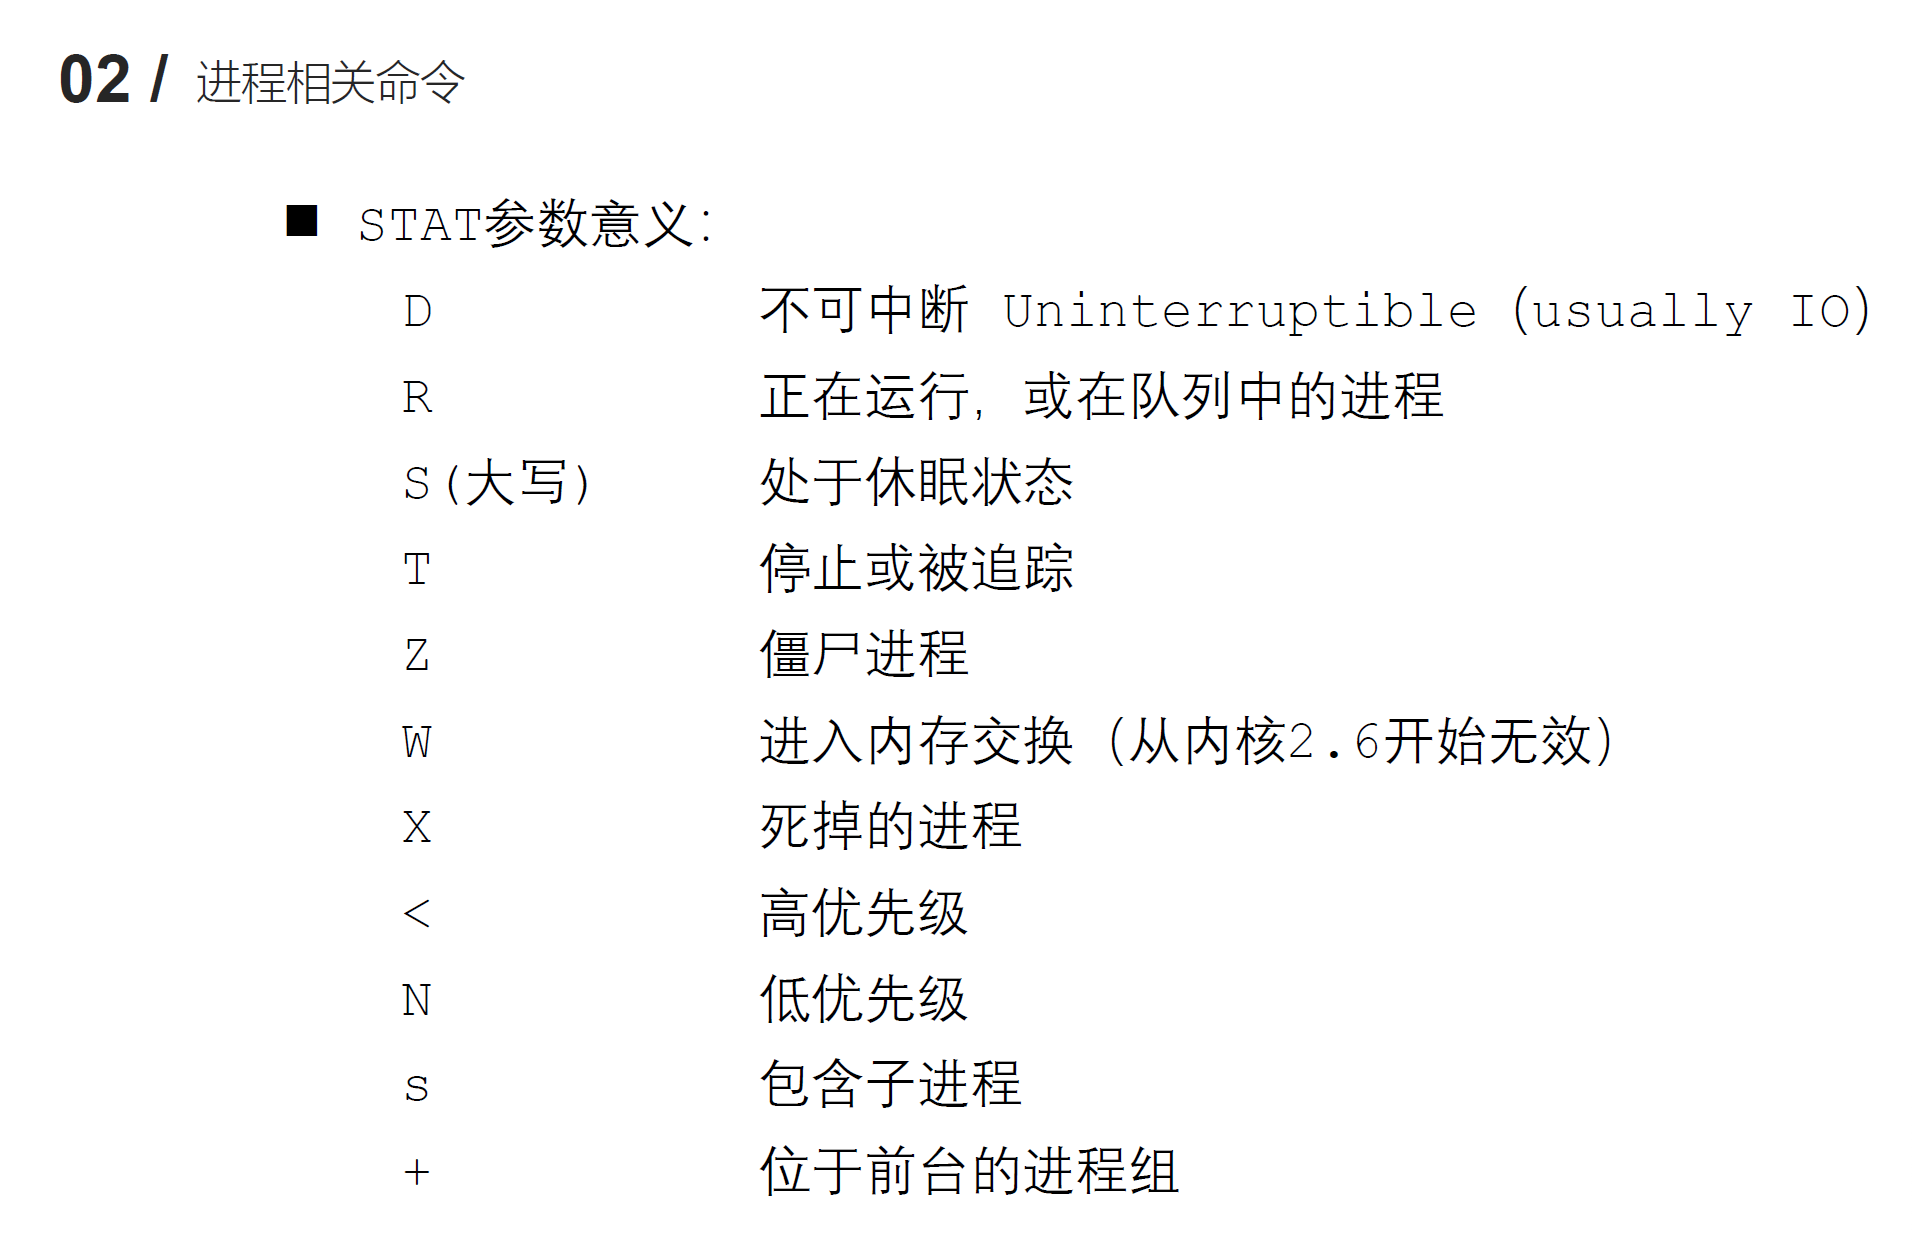 02 / 进程相关命令
■ STAT参数意义：
D 不可中断 Uninterruptible（usually IO）
R 正在运行，或在队列中的进程
S(大写) 处于休眠状态
T 停止或被追踪
Z 僵尸进程
W 进入内存交换（从内核2.6开始无效）
X 死掉的进程
< 高优先级
N 低优先级
s 包含子进程
+ 位于前台的进程组